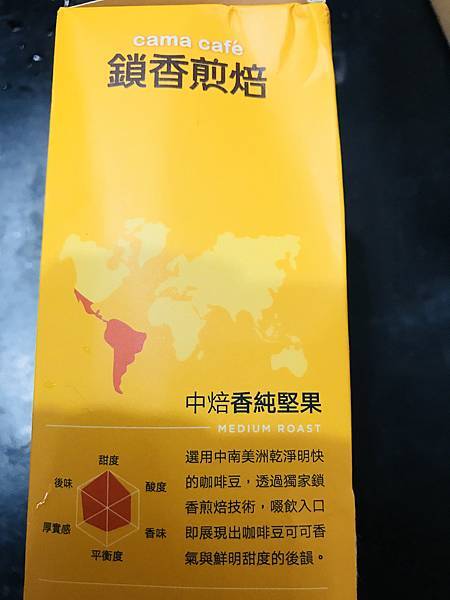 cama café
鎖香煎焙
中焙香純堅果
MEDIUM ROAST
選用中南美洲乾淨明快
的咖啡豆，透過獨家鎖
香煎焙技術，啜飲入口
即展現出咖啡豆可可香
氣與鮮明甜度的後韻。
甜度
後味
酸度
厚實感
香味
平衡度